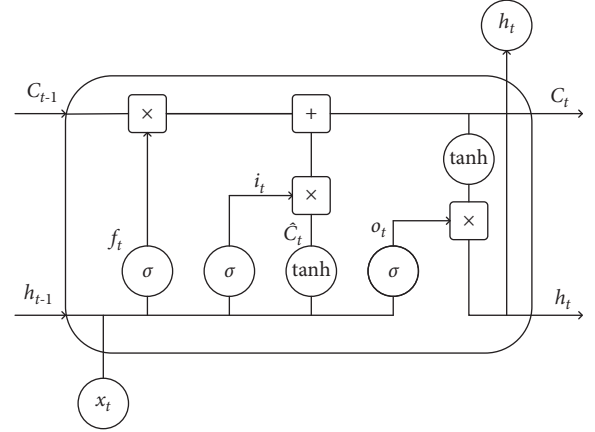 h_t
C_{t-1}
×
+
C_t
tanh
i_t
×
×
f_t
Ĉ_t
o_t
σ
σ
tanh
σ
h_{t-1}
h_t
x_t